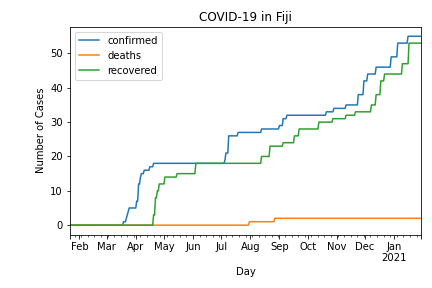 COVID-19 in Fiji
confirmed
deaths
recovered
Number of Cases
50
40
30
20
10
0
Feb Mar Apr May Jun Jul Aug Sep Oct Nov Dec Jan
2021
Day